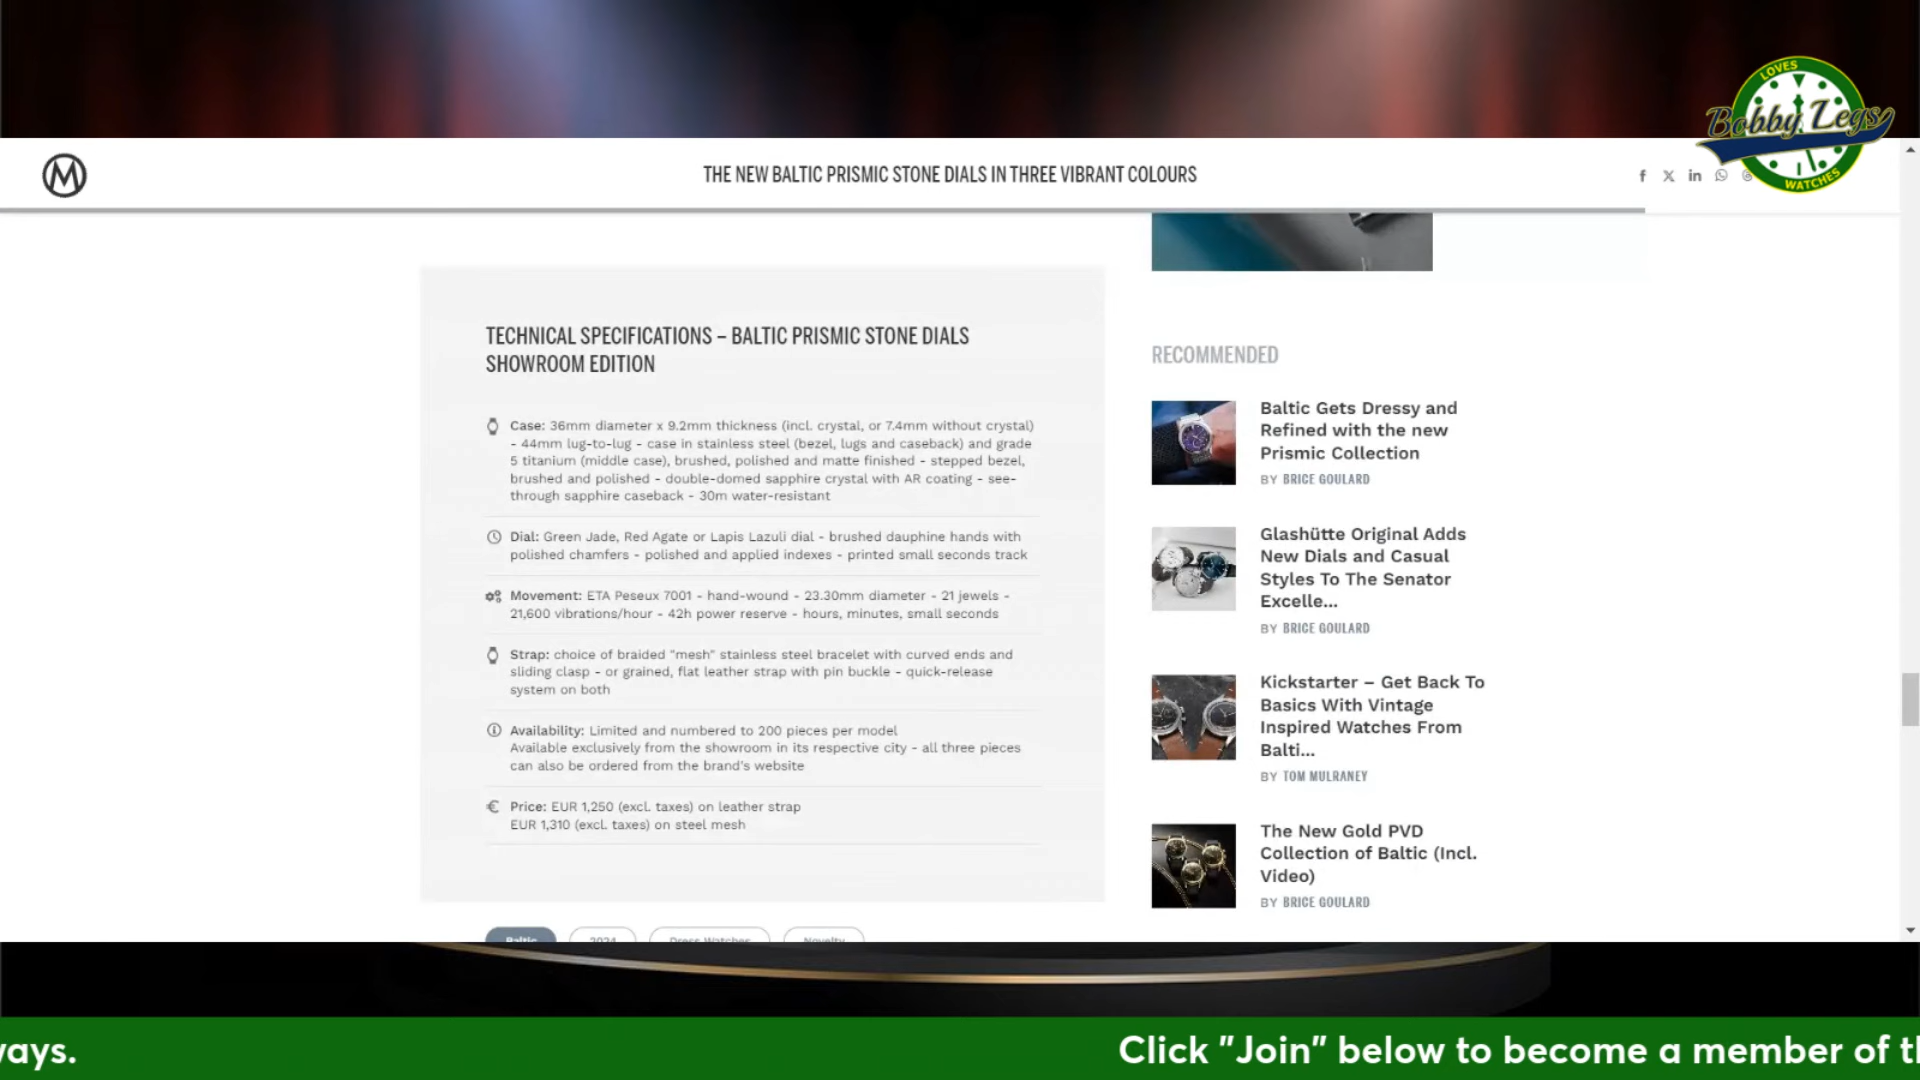 LOVES
Bobby Legs
WATCHES
THE NEW BALTIC PRISMIC STONE DIALS IN THREE VIBRANT COLOURS
TECHNICAL SPECIFICATIONS – BALTIC PRISMIC STONE DIALS
SHOWROOM EDITION
Case: 36mm diameter x 9.2mm thickness (incl. crystal, or 7.4mm without crystal)
- 44mm lug-to-lug - case in stainless steel (bezel, lugs and caseback) and grade
5 titanium (middle case), brushed, polished and matte finished - stepped bezel,
brushed and polished - double-domed sapphire crystal with AR coating - see-
through sapphire caseback - 30m water-resistant
Dial: Green Jade, Red Agate or Lapis Lazuli dial - brushed dauphine hands with
polished chamfers - polished and applied indexes - printed small seconds track
Movement: ETA Peseux 7001 - hand-wound - 23.30mm diameter - 21 jewels -
21,600 vibrations/hour - 42h power reserve - hours, minutes, small seconds
Strap: choice of braided "mesh" stainless steel bracelet with curved ends and
sliding clasp - or grained, flat leather strap with pin buckle - quick-release
system on both
Availability: Limited and numbered to 200 pieces per model
Available exclusively from the showroom in its respective city - all three pieces
can also be ordered from the brand's website
Price: EUR 1,250 (excl. taxes) on leather strap
EUR 1,310 (excl. taxes) on steel mesh
Baltic
2024
Dress Watches
Novelty
RECOMMENDED
Baltic Gets Dressy and
Refined with the new
Prismic Collection
BY BRICE GOULARD
Glashütte Original Adds
New Dials and Casual
Styles To The Senator
Excelle...
BY BRICE GOULARD
Kickstarter – Get Back To
Basics With Vintage
Inspired Watches From
Balti...
BY TOM MULRANEY
The New Gold PVD
Collection of Baltic (Incl.
Video)
BY BRICE GOULARD
ways.
Click "Join" below to become a member of th